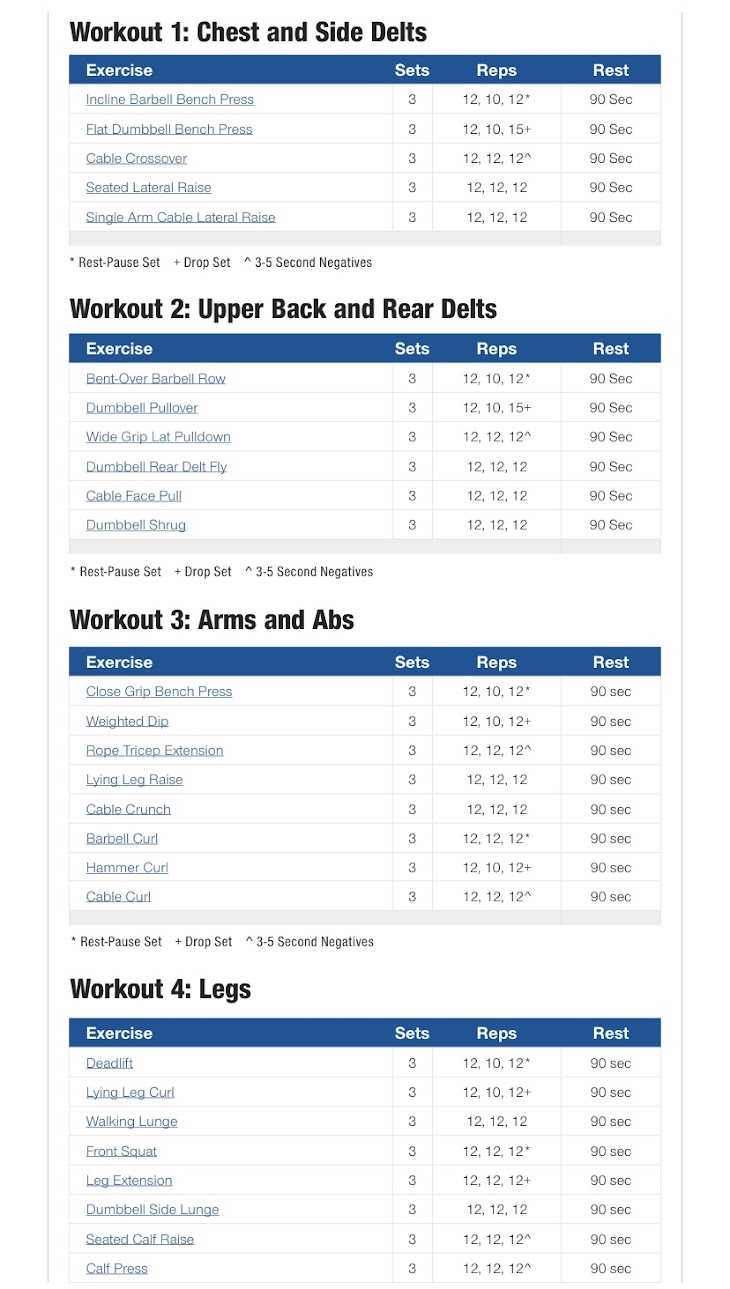 Workout 1: Chest and Side Delts
Exercise Sets Reps Rest
Incline Barbell Bench Press 3 12, 10, 12* 90 Sec
Flat Dumbbell Bench Press 3 12, 10, 15+ 90 Sec
Cable Crossover 3 12, 12, 12^ 90 Sec
Seated Lateral Raise 3 12, 12, 12 90 Sec
Single Arm Cable Lateral Raise 3 12, 12, 12 90 Sec
* Rest-Pause Set + Drop Set ^ 3-5 Second Negatives
Workout 2: Upper Back and Rear Delts
Exercise Sets Reps Rest
Bent-Over Barbell Row 3 12, 10, 12* 90 Sec
Dumbbell Pullover 3 12, 10, 15+ 90 Sec
Wide Grip Lat Pulldown 3 12, 12, 12^ 90 Sec
Dumbbell Rear Delt Fly 3 12, 12, 12 90 Sec
Cable Face Pull 3 12, 12, 12 90 Sec
Dumbbell Shrug 3 12, 12, 12 90 Sec
* Rest-Pause Set + Drop Set ^ 3-5 Second Negatives
Workout 3: Arms and Abs
Exercise Sets Reps Rest
Close Grip Bench Press 3 12, 10, 12* 90 sec
Weighted Dip 3 12, 10, 12+ 90 sec
Rope Tricep Extension 3 12, 12, 12^ 90 sec
Lying Leg Raise 3 12, 12, 12 90 sec
Cable Crunch 3 12, 12, 12 90 sec
Barbell Curl 3 12, 12, 12* 90 sec
Hammer Curl 3 12, 10, 12+ 90 sec
Cable Curl 3 12, 12, 12^ 90 sec
* Rest-Pause Set + Drop Set ^ 3-5 Second Negatives
Workout 4: Legs
Exercise Sets Reps Rest
Deadlift 3 12, 10, 12* 90 sec
Lying Leg Curl 3 12, 10, 12+ 90 sec
Walking Lunge 3 12, 12, 12 90 sec
Front Squat 3 12, 12, 12* 90 sec
Leg Extension 3 12, 12, 12+ 90 sec
Dumbbell Side Lunge 3 12, 12, 12 90 sec
Seated Calf Raise 3 12, 12, 12^ 90 sec
Calf Press 3 12, 12, 12^ 90 sec